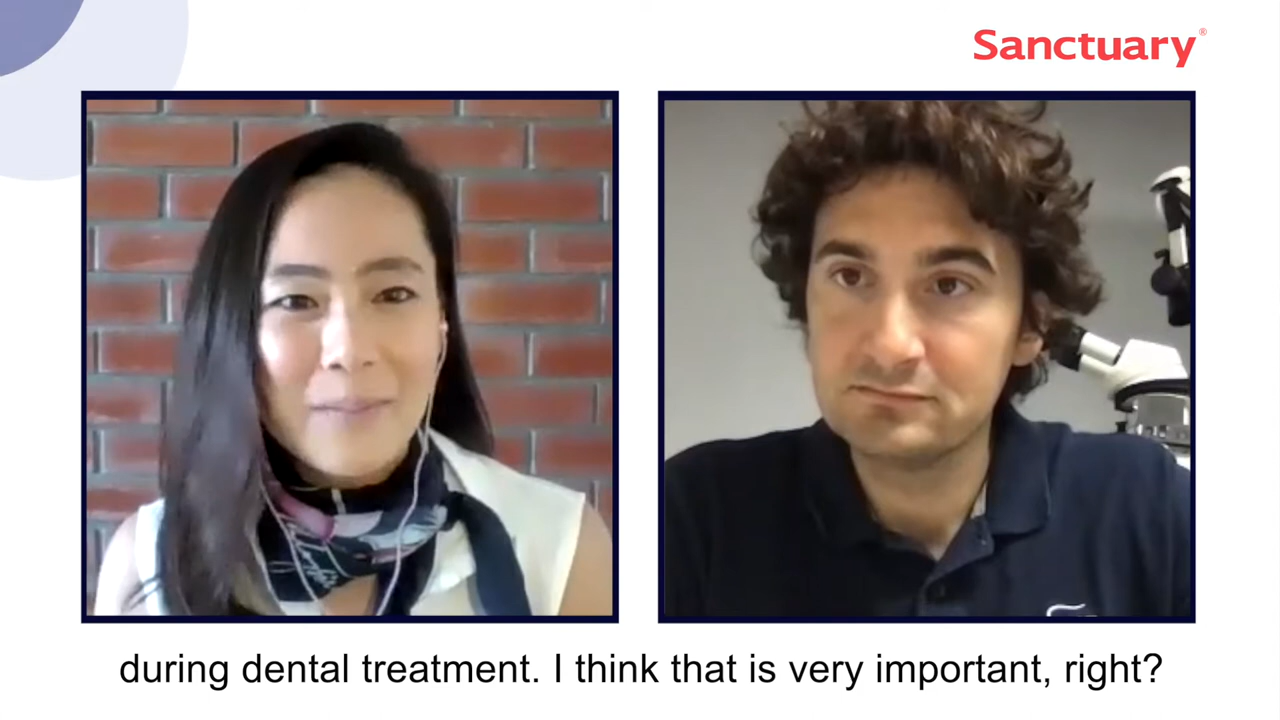 Sanctuary®
during dental treatment. I think that is very important, right?